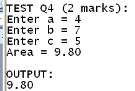 TEST Q4 (2 marks):
Enter a = 4
Enter b = 7
Enter c = 5
Area = 9.80
OUTPUT:
9.80